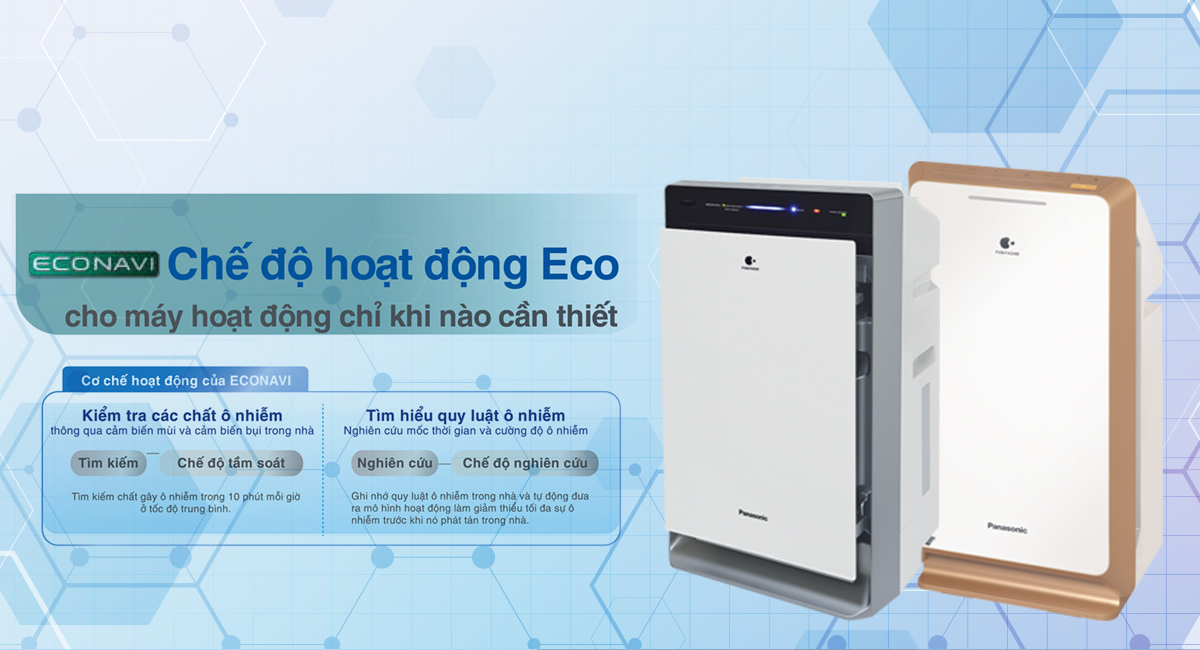 ECONAVI Chế độ hoạt động Eco
cho máy hoạt động chỉ khi nào cần thiết
Cơ chế hoạt động của ECONAVI
Kiểm tra các chất ô nhiễm
thông qua cảm biến mùi và cảm biến bụi trong nhà
Tìm kiếm
Chế độ tầm soát
Tìm kiếm chất gây ô nhiễm trong 10 phút mỗi giờ
ở tốc độ trung bình.
Tìm hiểu quy luật ô nhiễm
Nghiên cứu mốc thời gian và cường độ ô nhiễm
Nghiên cứu
Chế độ nghiên cứu
Ghi nhớ quy luật ô nhiễm trong nhà và tự động đưa
ra mô hình hoạt động làm giảm thiểu tối đa sự ô
nhiễm trước khi nó phát tán trong nhà.
nanoe
Panasonic
nanoe
Panasonic